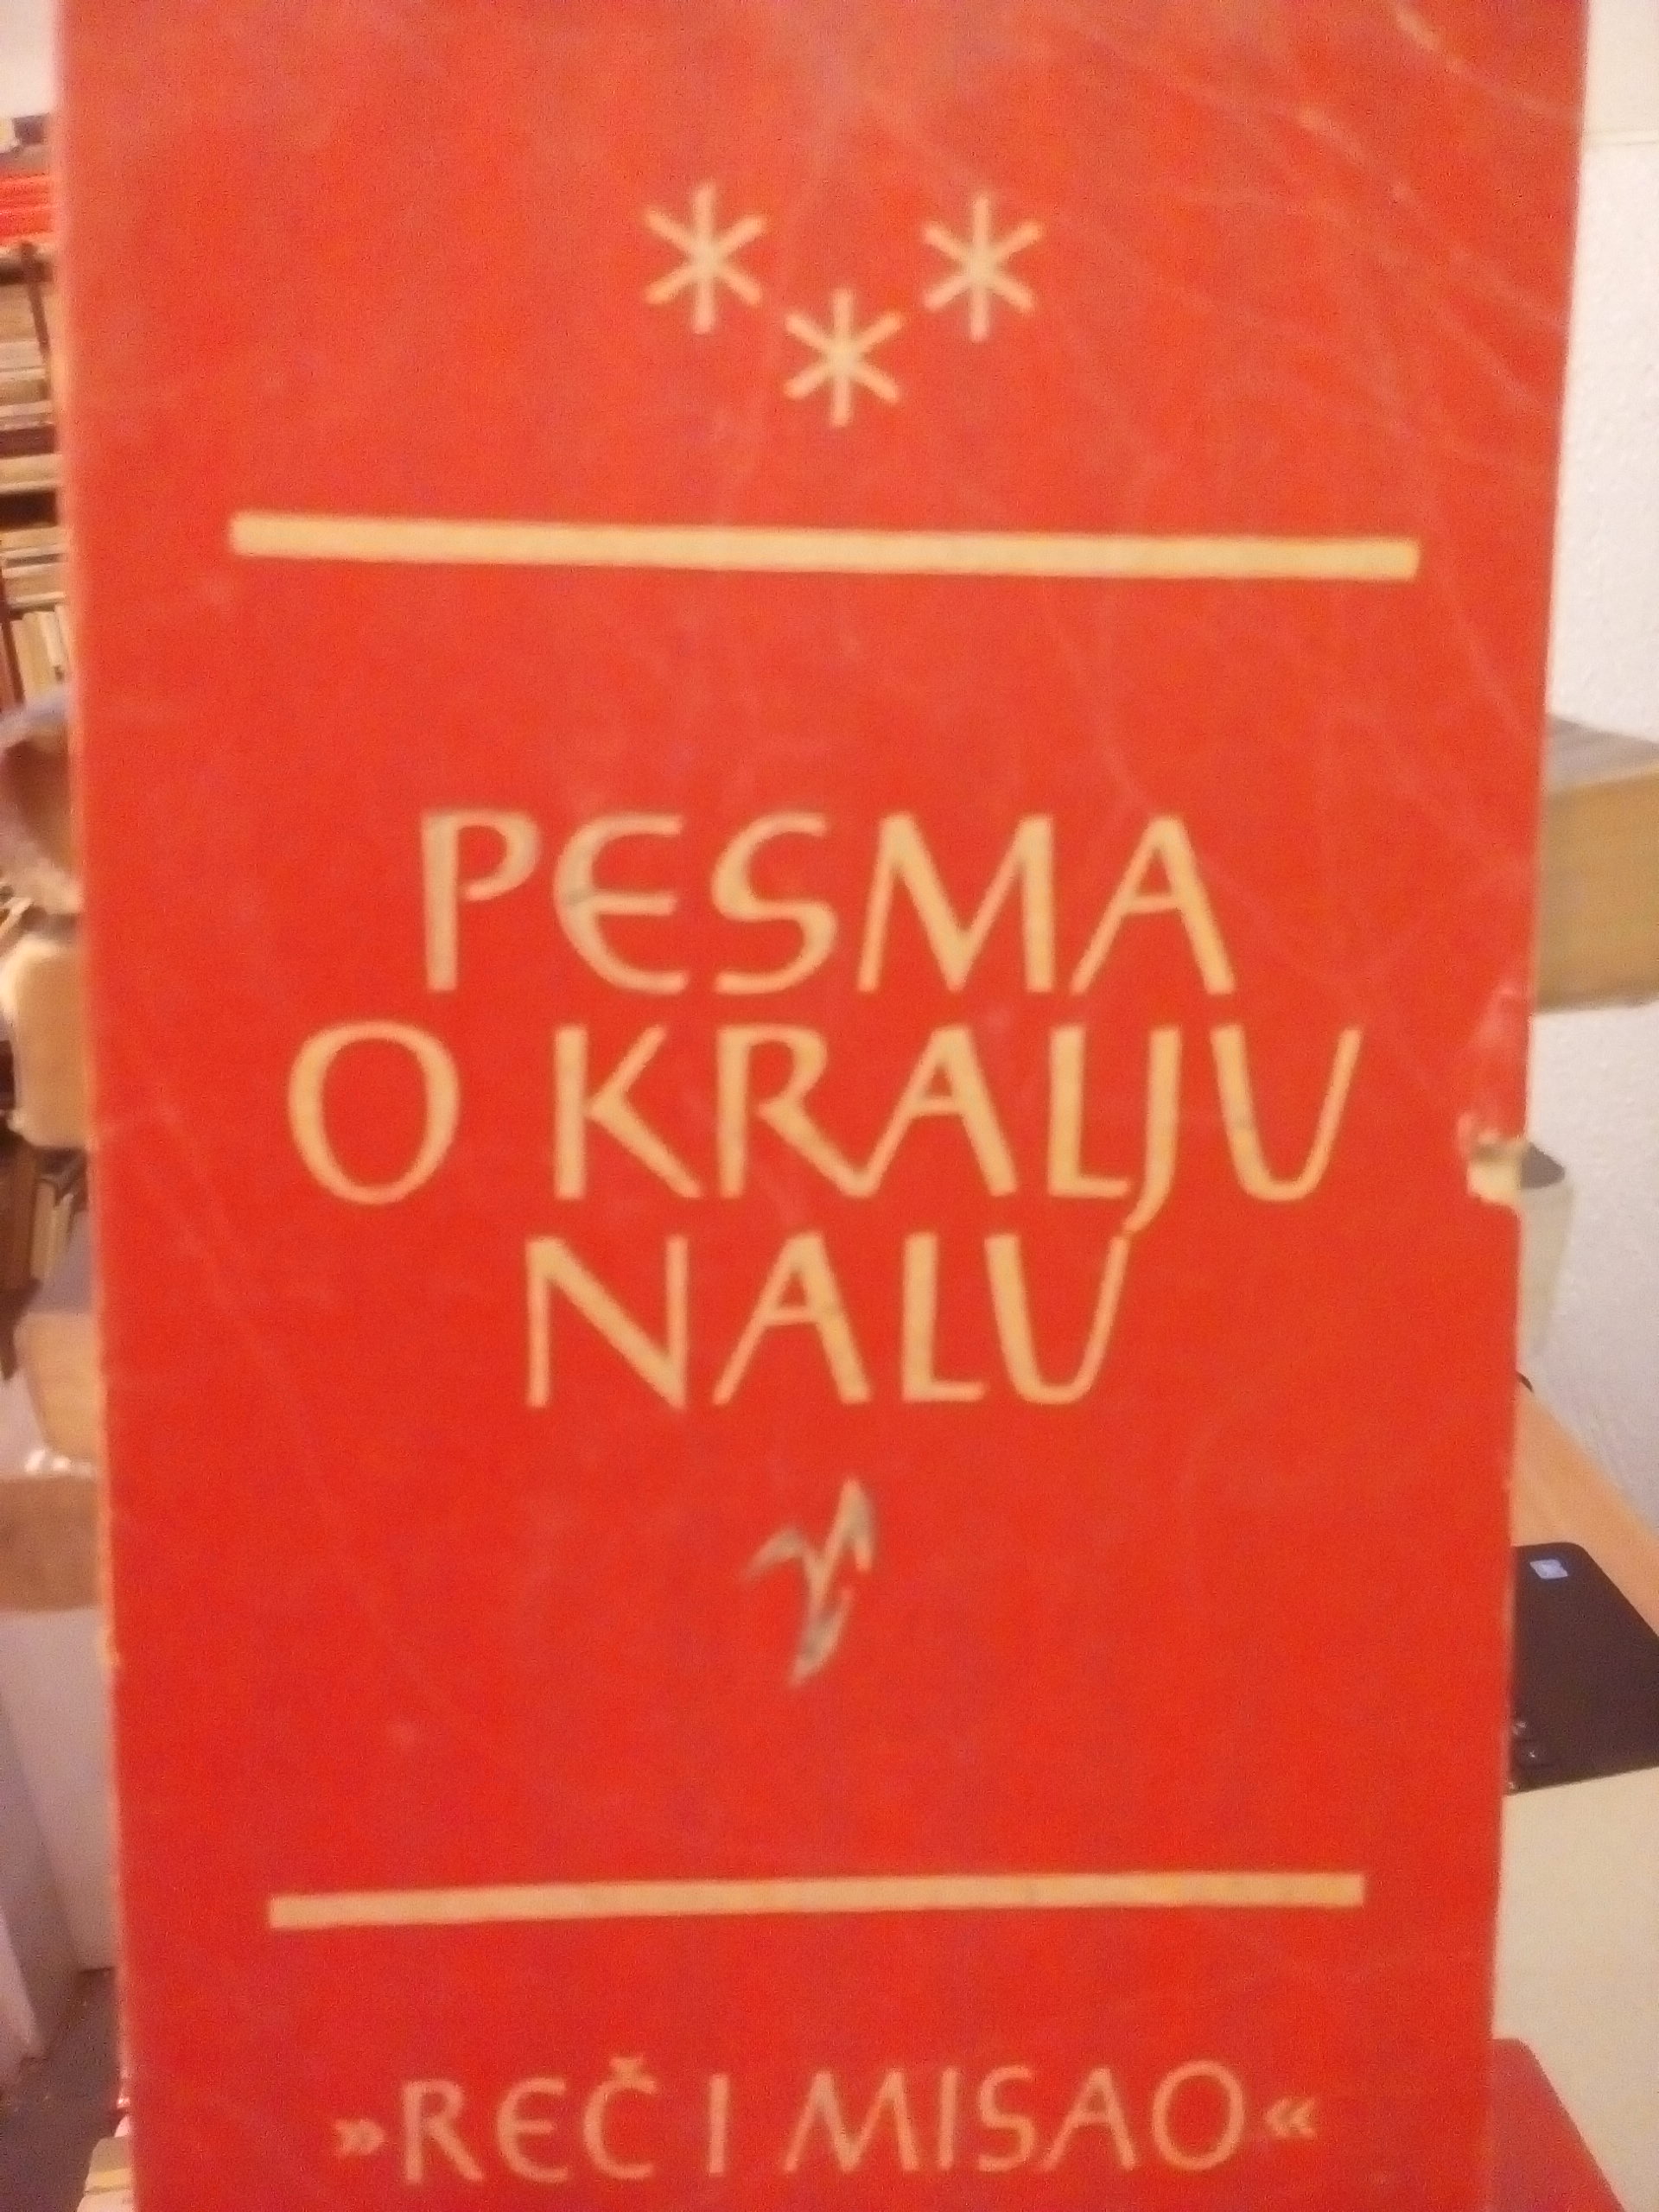 ***
PESMA
O KRALJU
NALU
»REČ I MISAO«